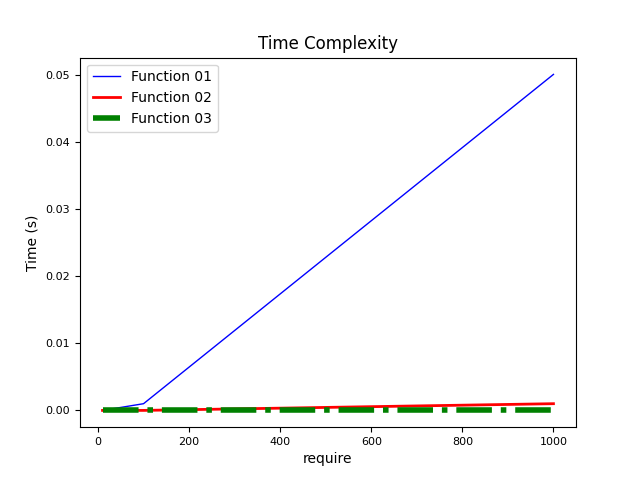 Time Complexity
Function 01
Function 02
Function 03
Time (s)
0.05
0.04
0.03
0.02
0.01
0.00
0 200 400 600 800 1000
require